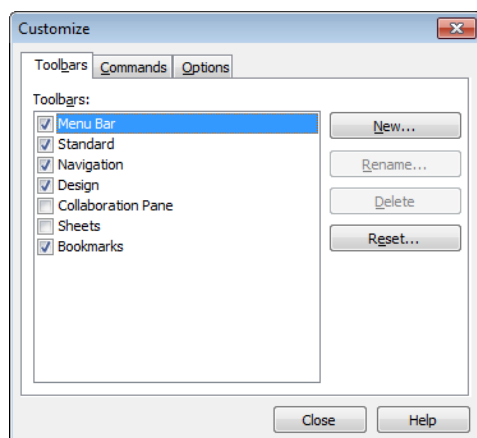 Customize
Toolbars Commands Options
Toolbars:
Menu Bar
Standard
Navigation
Design
Collaboration Pane
Sheets
Bookmarks
New...
Rename...
Delete
Reset...
Close Help